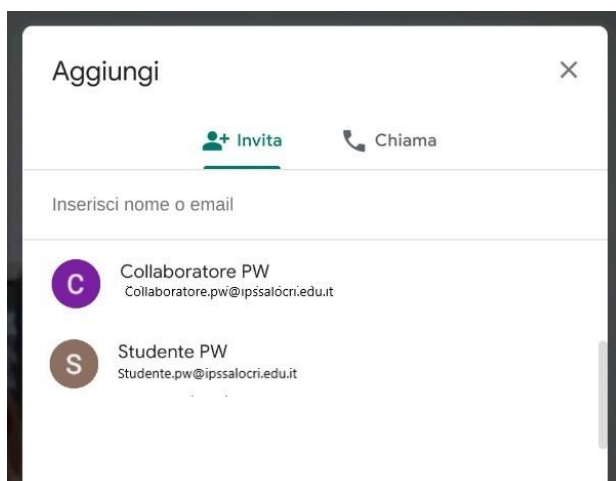 Aggiungi
Invita
Chiama
Inserisci nome o email
C
Collaboratore PW
Collaboratore.pw@ipssalocri.edu.it
S
Studente PW
Studente.pw@ipssalocri.edu.it